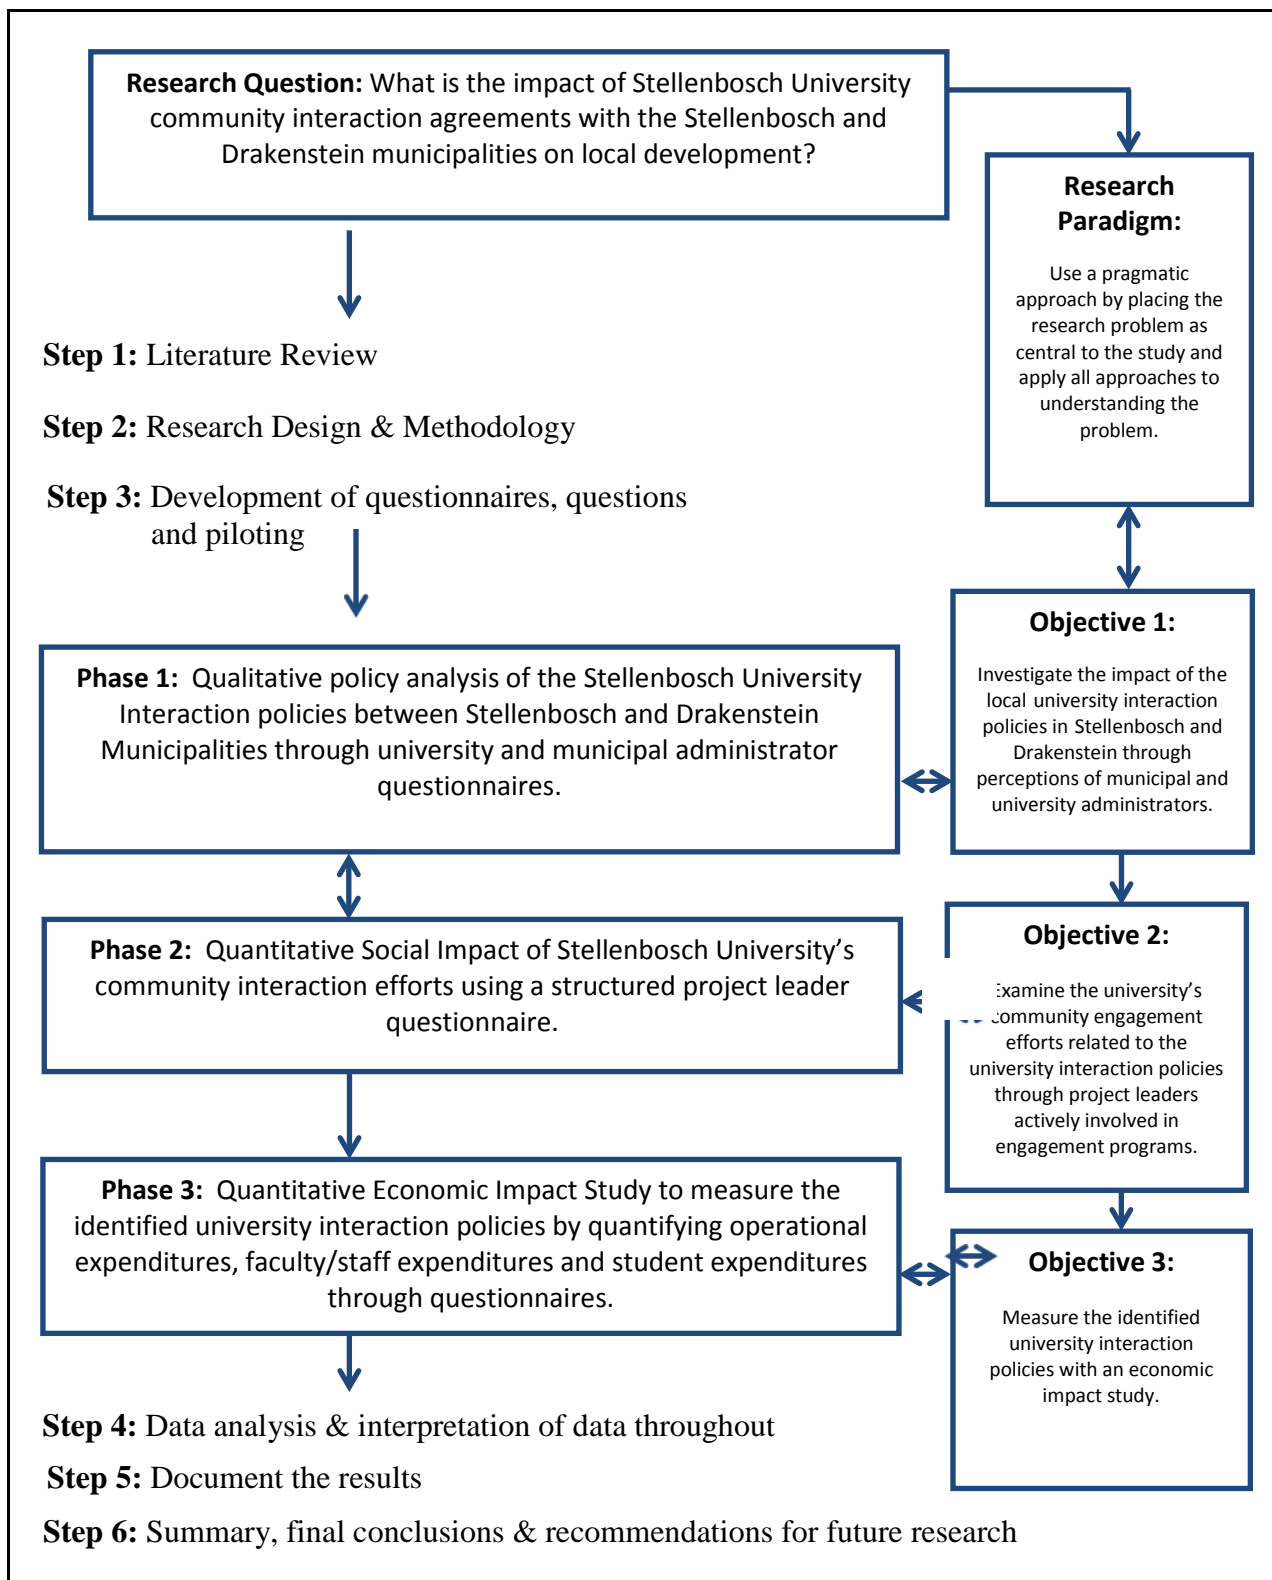 Research Question: What is the impact of Stellenbosch University
community interaction agreements with the Stellenbosch and
Drakenstein municipalities on local development?
Research
Paradigm:
Use a pragmatic
approach by placing the
research problem as
central to the study and
apply all approaches to
understanding the
problem.
Step 1: Literature Review
Step 2: Research Design & Methodology
Step 3: Development of questionnaires, questions
and piloting
Objective 1:
Investigate the impact of the
local university interaction
policies in Stellenbosch and
Drakenstein through
perceptions of municipal and
university administrators.
Phase 1: Qualitative policy analysis of the Stellenbosch University
Interaction policies between Stellenbosch and Drakenstein
Municipalities through university and municipal administrator
questionnaires.
Phase 2: Quantitative Social Impact of Stellenbosch University’s
community interaction efforts using a structured project leader
questionnaire.
Objective 2:
Examine the university’s
community engagement
efforts related to the
university interaction policies
through project leaders
actively involved in
engagement programs.
Phase 3: Quantitative Economic Impact Study to measure the
identified university interaction policies by quantifying operational
expenditures, faculty/staff expenditures and student expenditures
through questionnaires.
Objective 3:
Measure the identified
university interaction
policies with an economic
impact study.
Step 4: Data analysis & interpretation of data throughout
Step 5: Document the results
Step 6: Summary, final conclusions & recommendations for future research